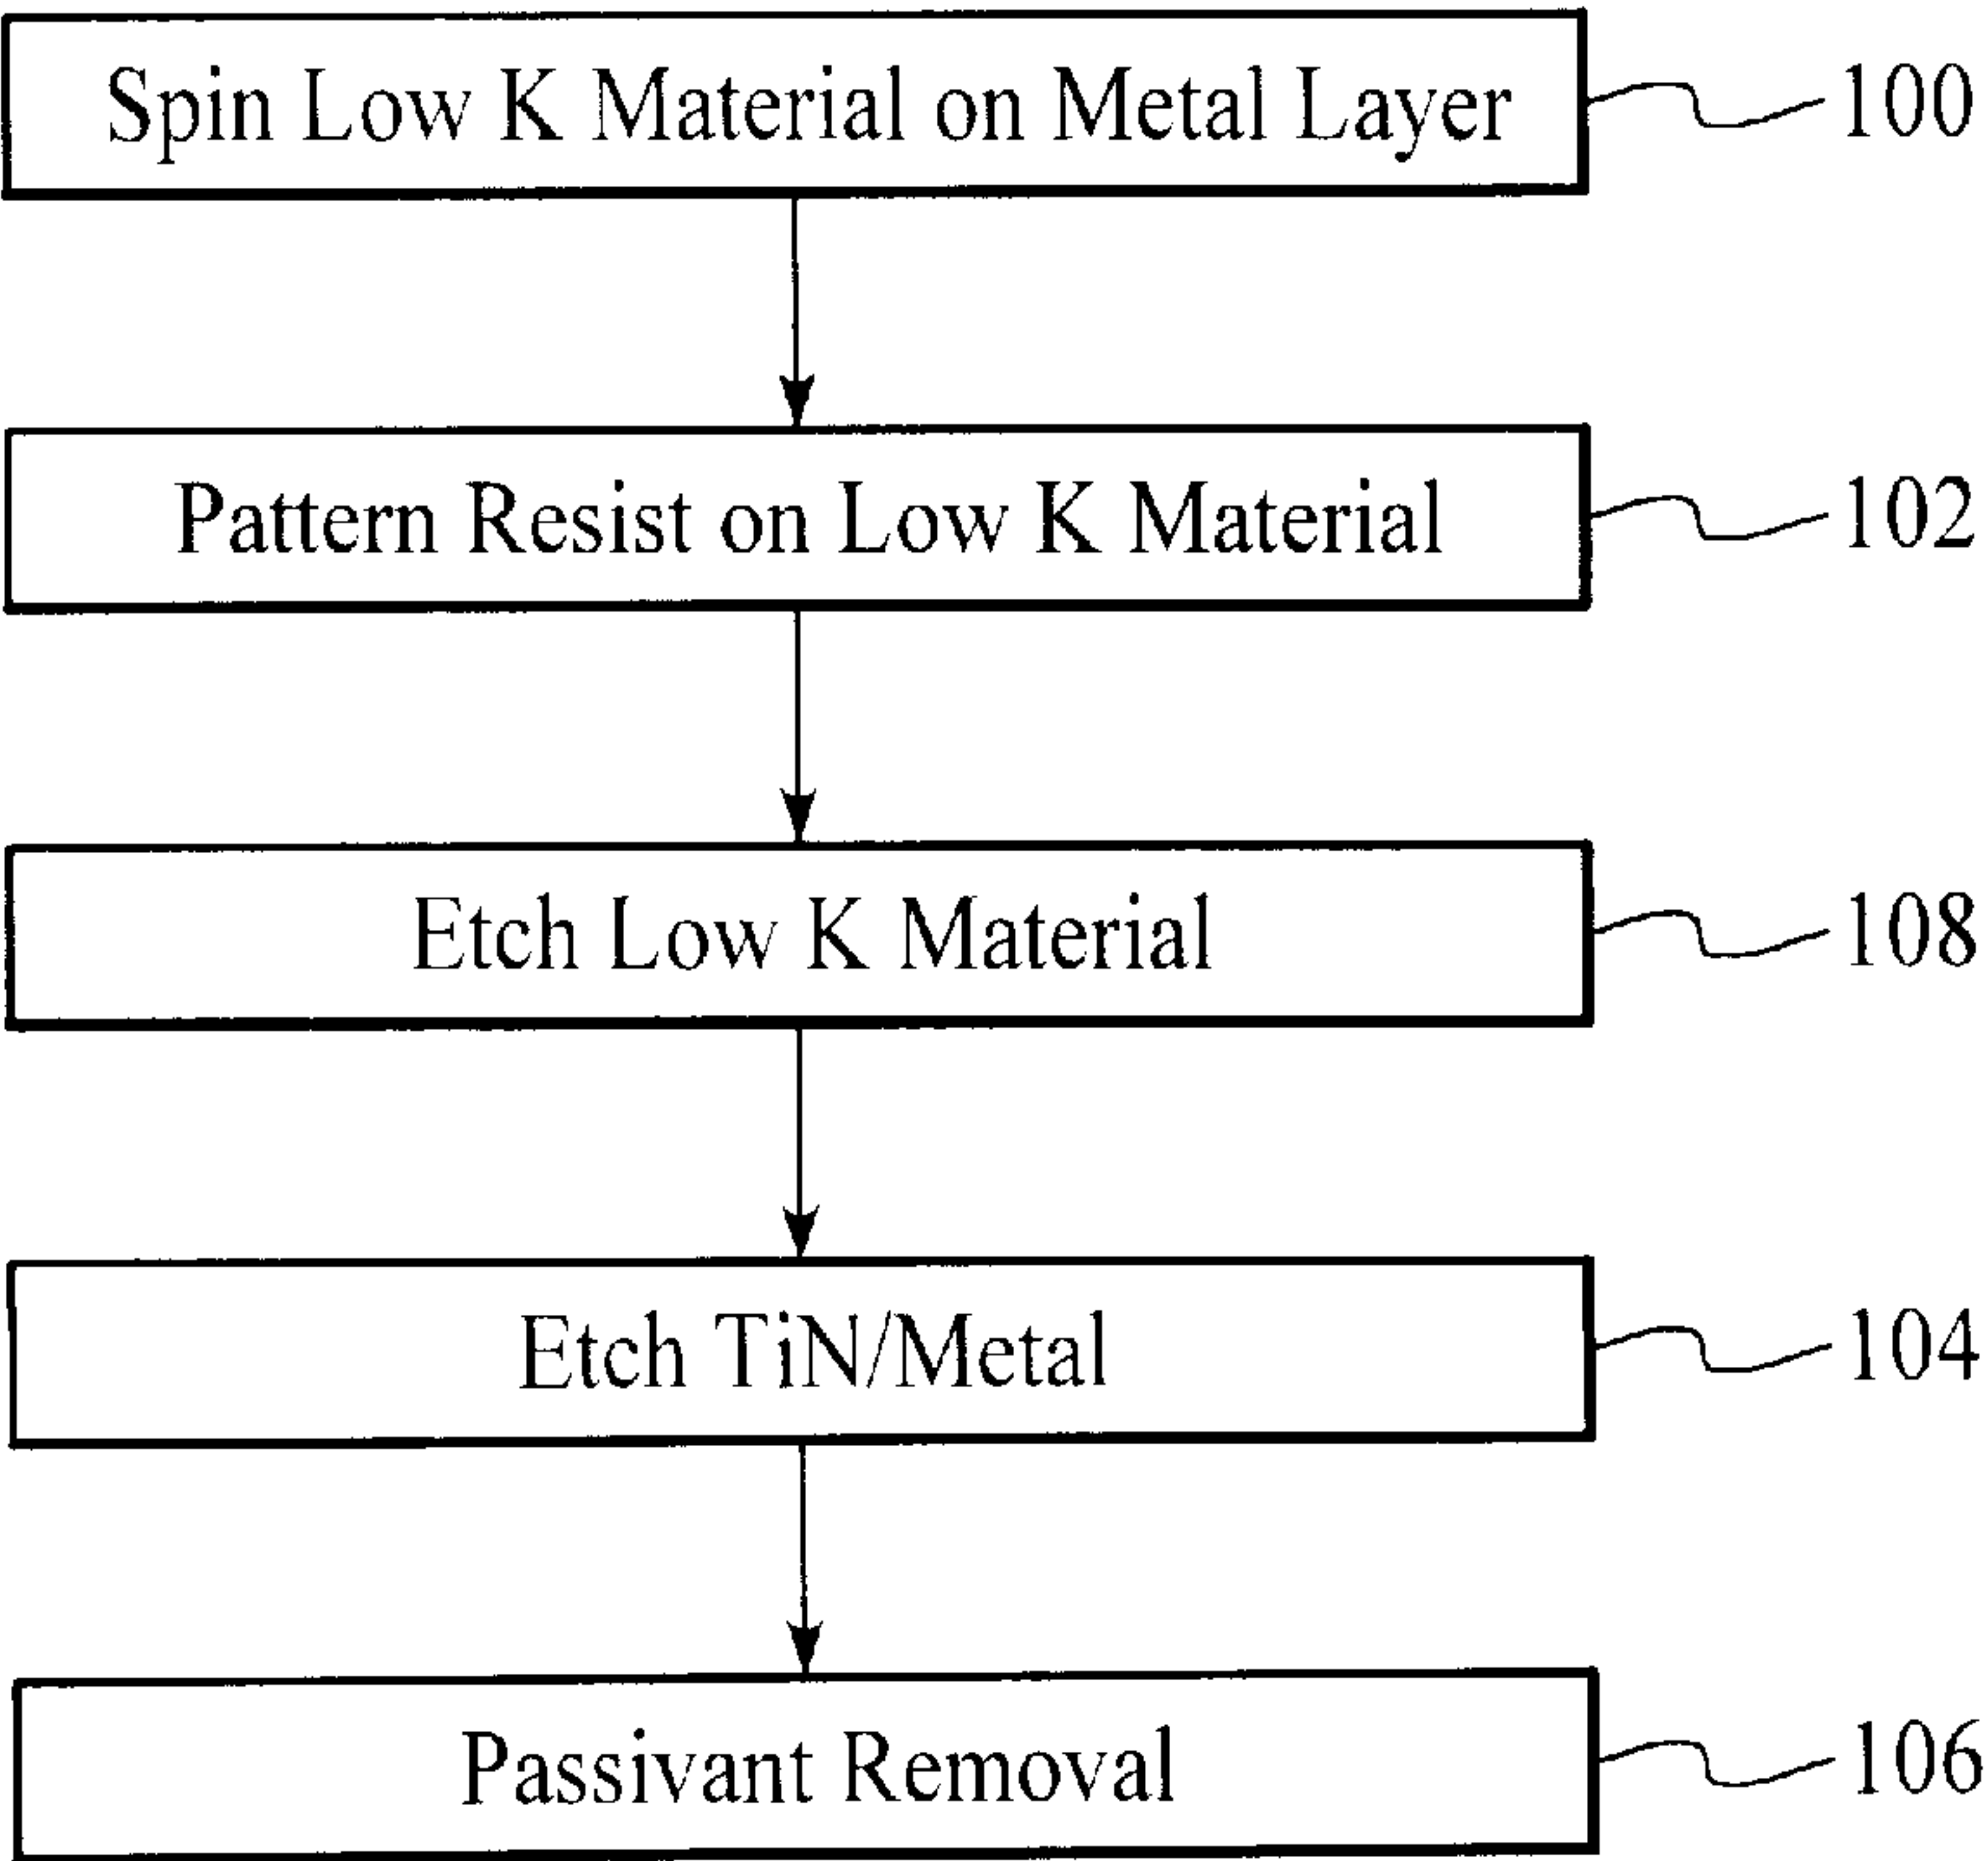 Spin Low K Material on Metal Layer 100
Pattern Resist on Low K Material 102
Etch Low K Material 108
Etch TiN/Metal 104
Passivant Removal 106